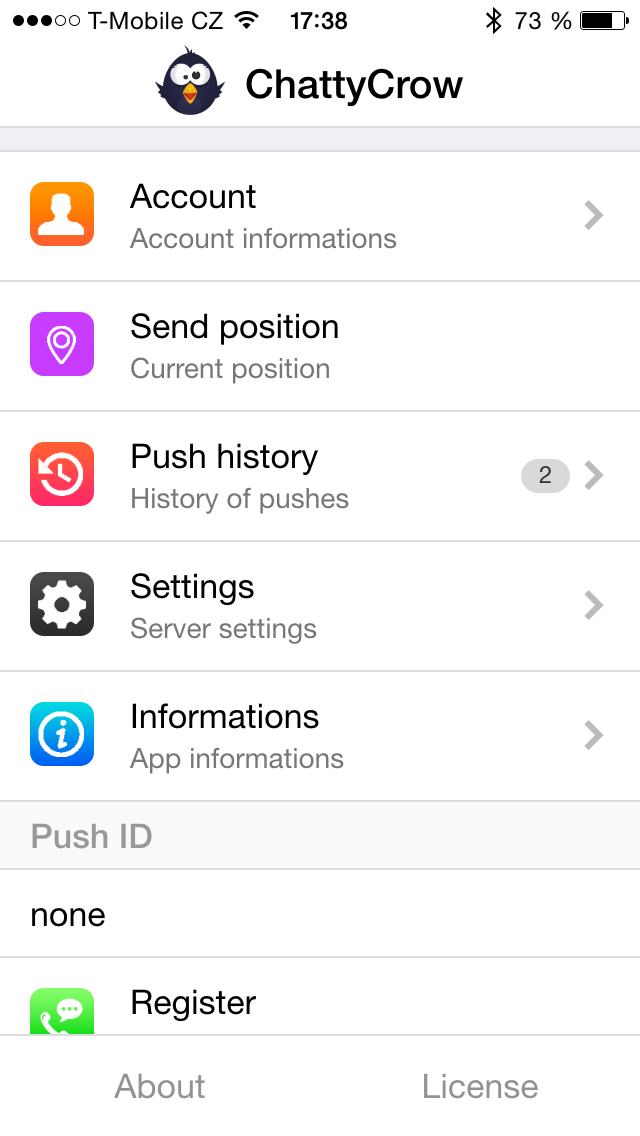 T-Mobile CZ 17:38 73 %
ChattyCrow
Account
Account informations
Send position
Current position
Push history
History of pushes
2
Settings
Server settings
Informations
App informations
Push ID
none
Register
About License